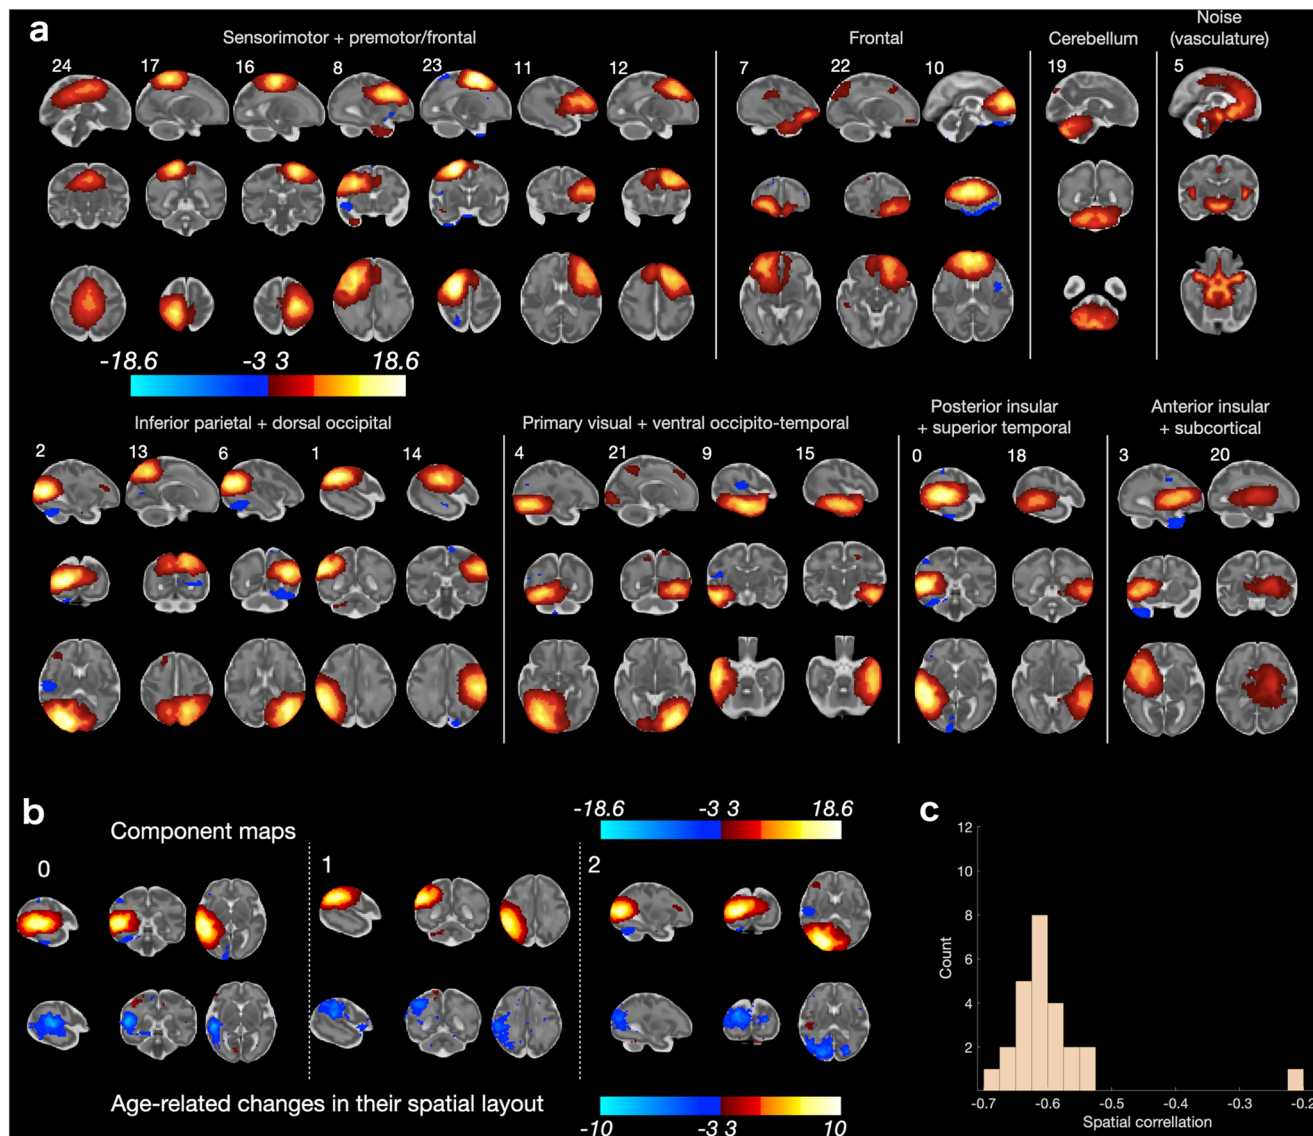 a
Sensorimotor + premotor/frontal
Frontal
Cerebellum
Noise
(vasculature)
24 17 16 8 23 11 12
7 22 10
19
5
-18.6 -3 3 18.6
Inferior parietal + dorsal occipital
Primary visual + ventral occipito-temporal
Posterior insular
+ superior temporal
Anterior insular
+ subcortical
2 13 6 1 14
4 21 9 15
0 18
3 20
b
Component maps
-18.6 -3 3 18.6
0
1
2
Age-related changes in their spatial layout
-10 -3 3 10
c
12
10
8
6
4
2
Count
-0.7 -0.6 -0.5 -0.4 -0.3 -0.2
Spatial correllation